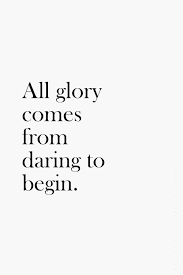 All glory
comes
from
daring to
begin.